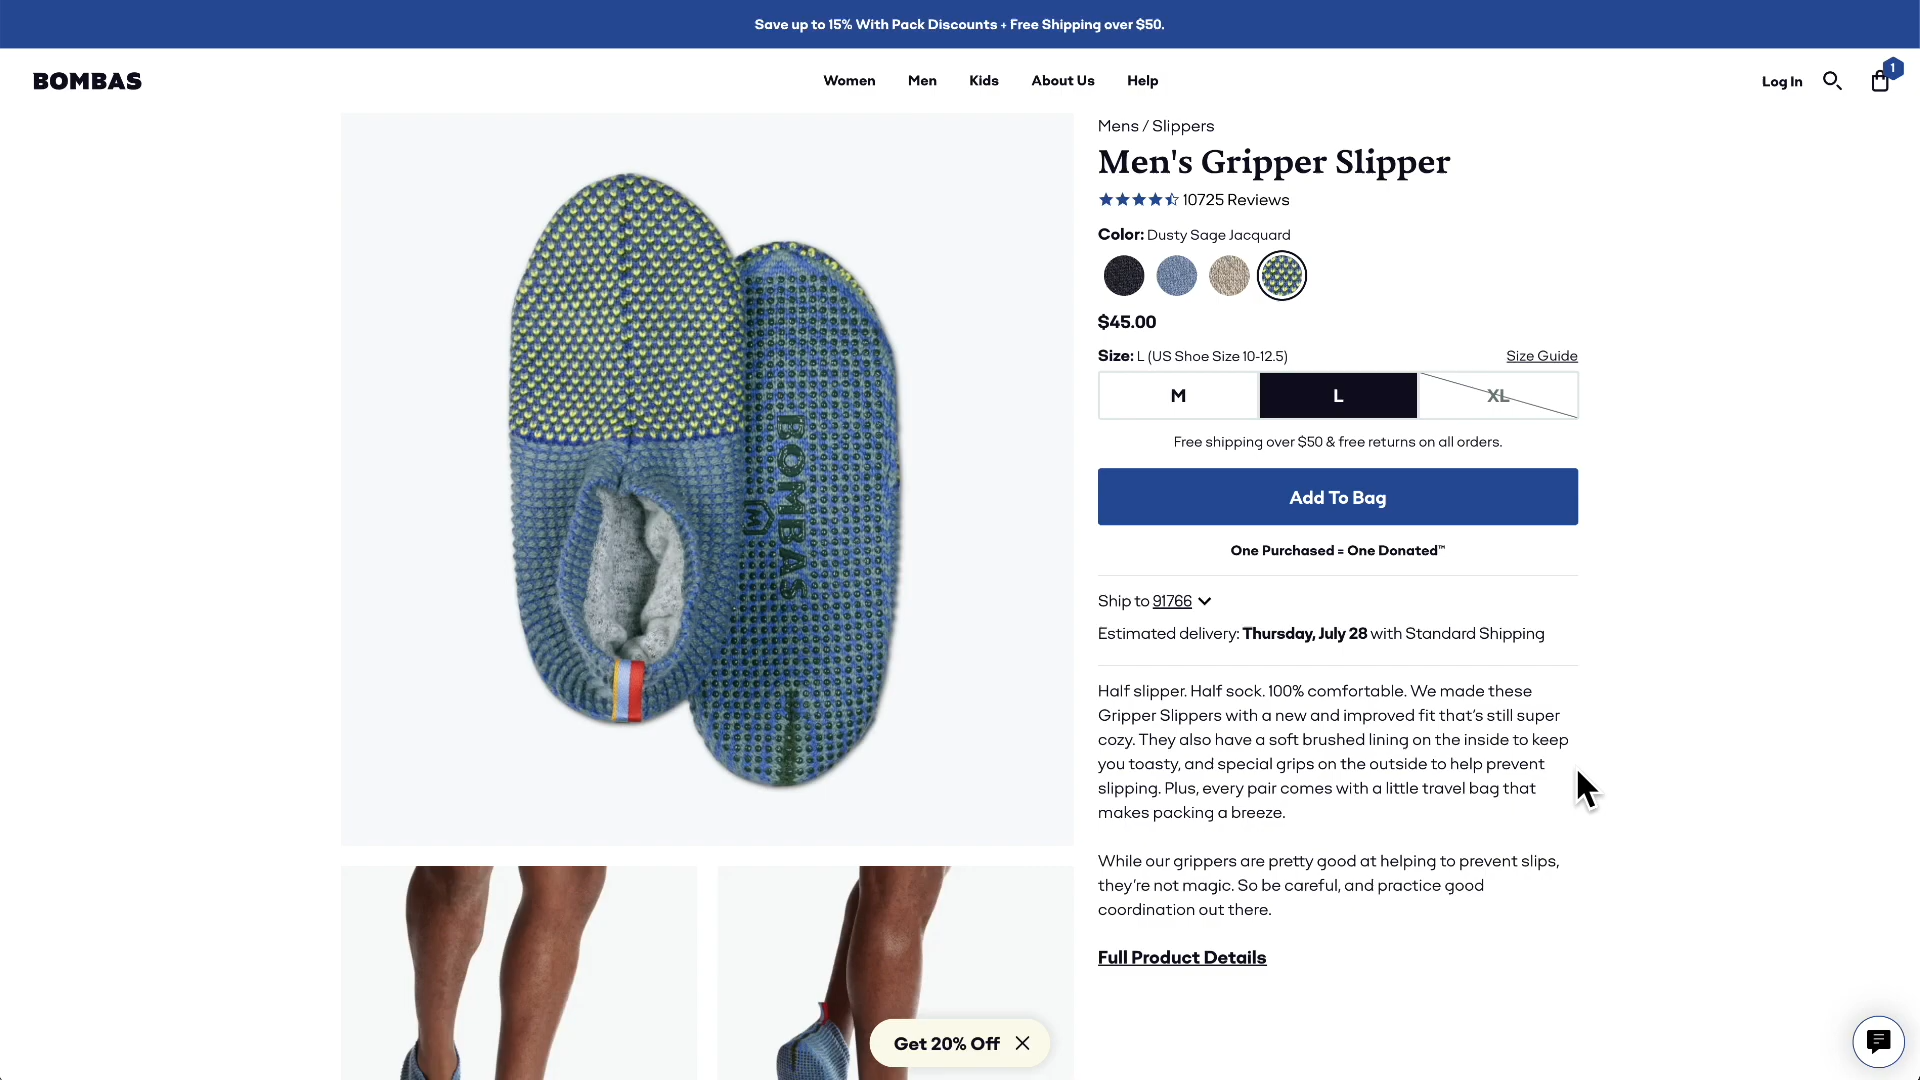 Save up to 15% With Pack Discounts + Free Shipping over $50.
BOMBAS
Women
Men
Kids
About Us
Help
Log In
1
Mens / Slippers
Men's Gripper Slipper
10725 Reviews
Color: Dusty Sage Jacquard
$45.00
Size: L (US Shoe Size 10-12.5)
Size Guide
M
L
XL
Free shipping over $50 & free returns on all orders.
Add To Bag
One Purchased = One Donated™
Ship to 91766
Estimated delivery: Thursday, July 28 with Standard Shipping
Half slipper. Half sock. 100% comfortable. We made these
Gripper Slippers with a new and improved fit that’s still super
cozy. They also have a soft brushed lining on the inside to keep
you toasty, and special grips on the outside to help prevent
slipping. Plus, every pair comes with a little travel bag that
makes packing a breeze.
While our grippers are pretty good at helping to prevent slips,
they’re not magic. So be careful, and practice good
coordination out there.
Full Product Details
BOMBAS
Get 20% Off